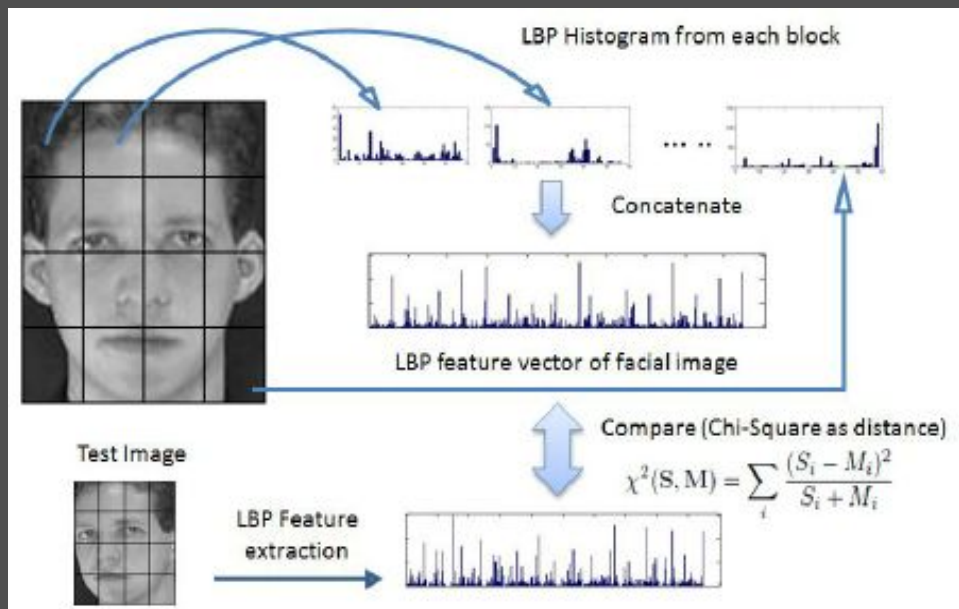 LBP Histogram from each block
... ..
Concatenate
LBP feature vector of facial image
Compare (Chi-Square as distance)
χ²(S, M) = ∑ᵢ (Sᵢ − Mᵢ)² / (Sᵢ + Mᵢ)
Test Image
LBP Feature
extraction